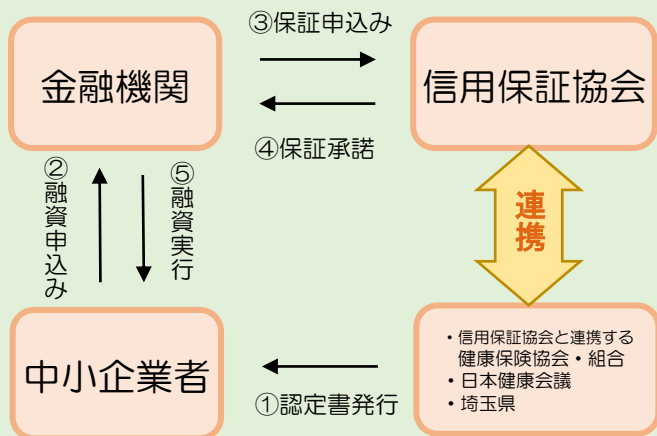 ③保証申込み
金融機関
信用保証協会
④保証承諾
②融資申込み
⑤融資実行
連携
中小企業者
①認定書発行
・信用保証協会と連携する
健康保険協会・組合
・日本健康会議
・埼玉県